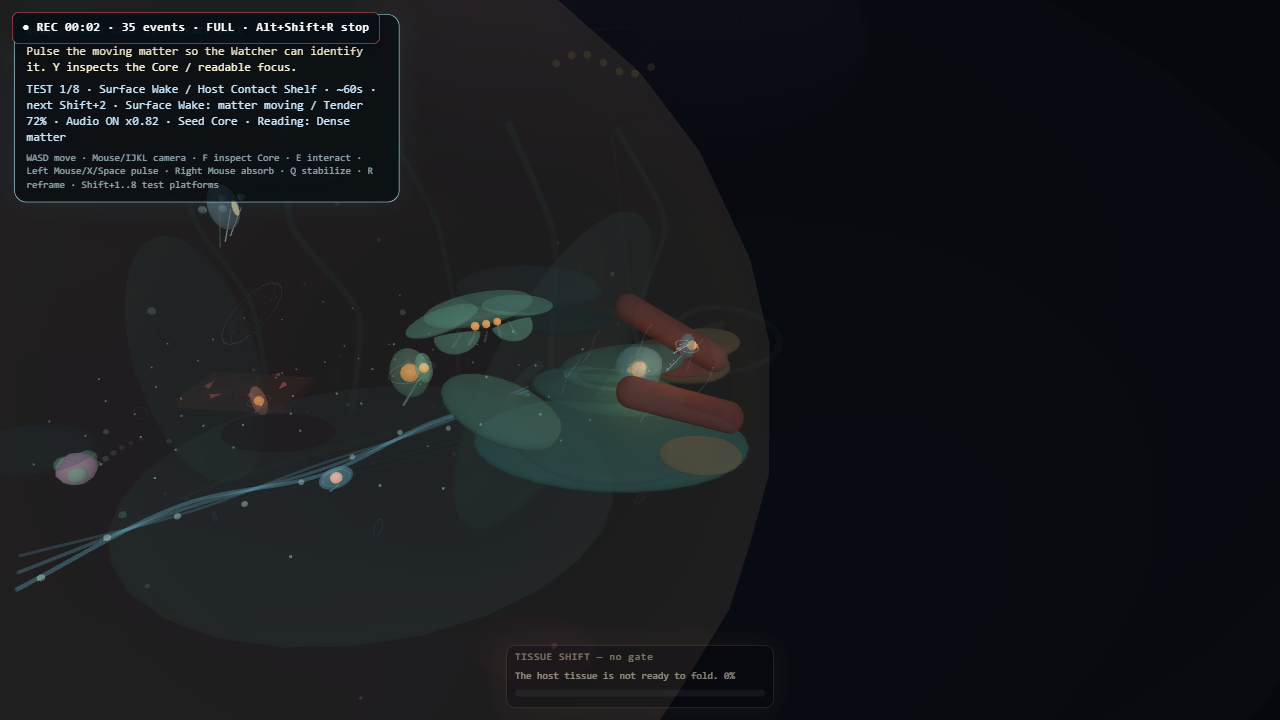 ● REC 00:02 · 35 events · FULL · Alt+Shift+R stop
Pulse the moving matter so the Watcher can identify
it. Y inspects the Core / readable focus.
TEST 1/8 · Surface Wake / Host Contact Shelf · ~60s ·
next Shift+2 · Surface Wake: matter moving / Tender
72% · Audio ON x0.82 · Seed Core · Reading: Dense
matter
WASD move · Mouse/IJKL camera · F inspect Core · E interact ·
Left Mouse/X/Space pulse · Right Mouse absorb · Q stabilize · R
reframe · Shift+1..8 test platforms
TISSUE SHIFT — no gate
The host tissue is not ready to fold. 0%